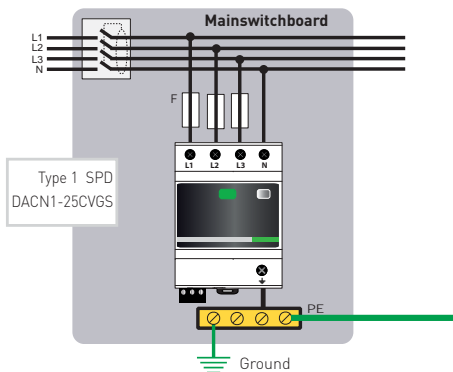 Mainswitchboard
L1
L2
L3
N
F
L1 L2 L3 N
Type 1 SPD
DACN1-25CVGS
PE
Ground